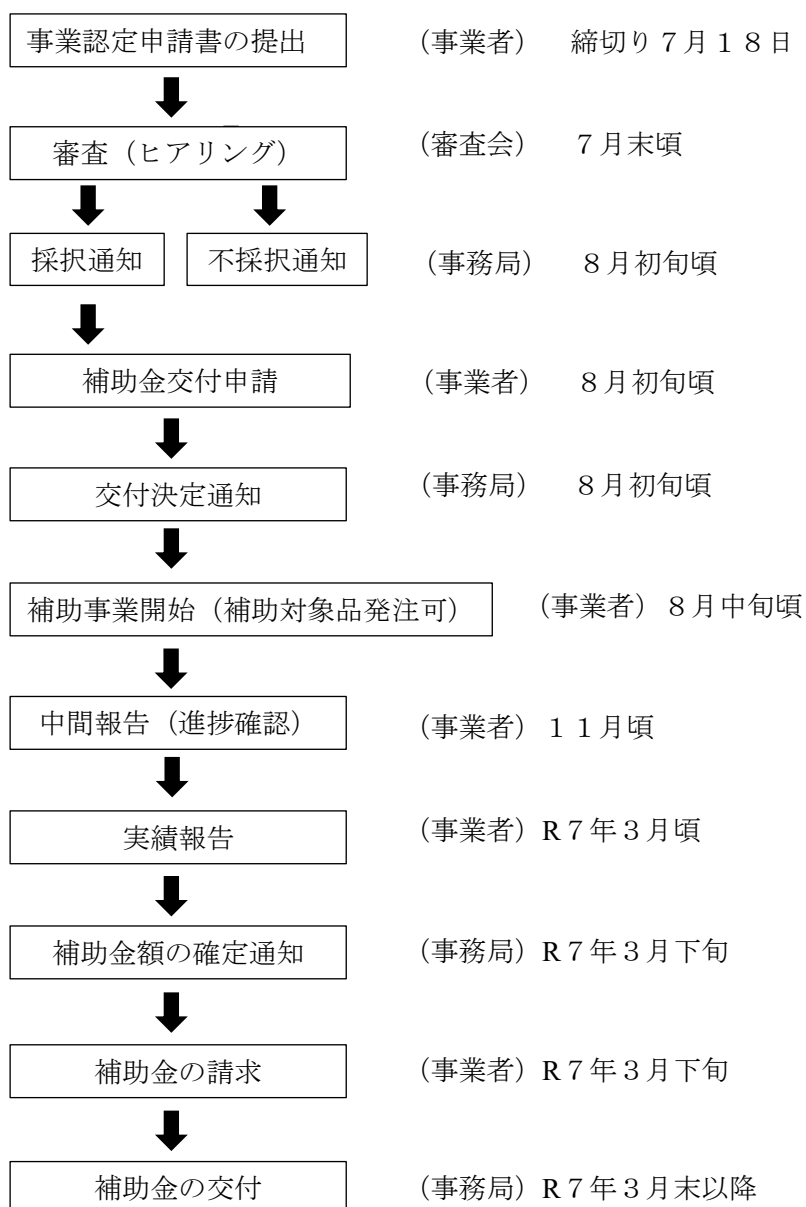 事業認定申請書の提出 （事業者） 締切り７月１８日
審査（ヒアリング） （審査会） ７月末頃
採択通知 不採択通知 （事務局） ８月初旬頃
補助金交付申請 （事業者） ８月初旬頃
交付決定通知 （事務局） ８月初旬頃
補助事業開始（補助対象品発注可） （事業者）８月中旬頃
中間報告（進捗確認） （事業者）１１月頃
実績報告 （事業者）R７年３月頃
補助金額の確定通知 （事務局）R７年３月下旬
補助金の請求 （事業者）R７年３月下旬
補助金の交付 （事務局）R７年３月末以降